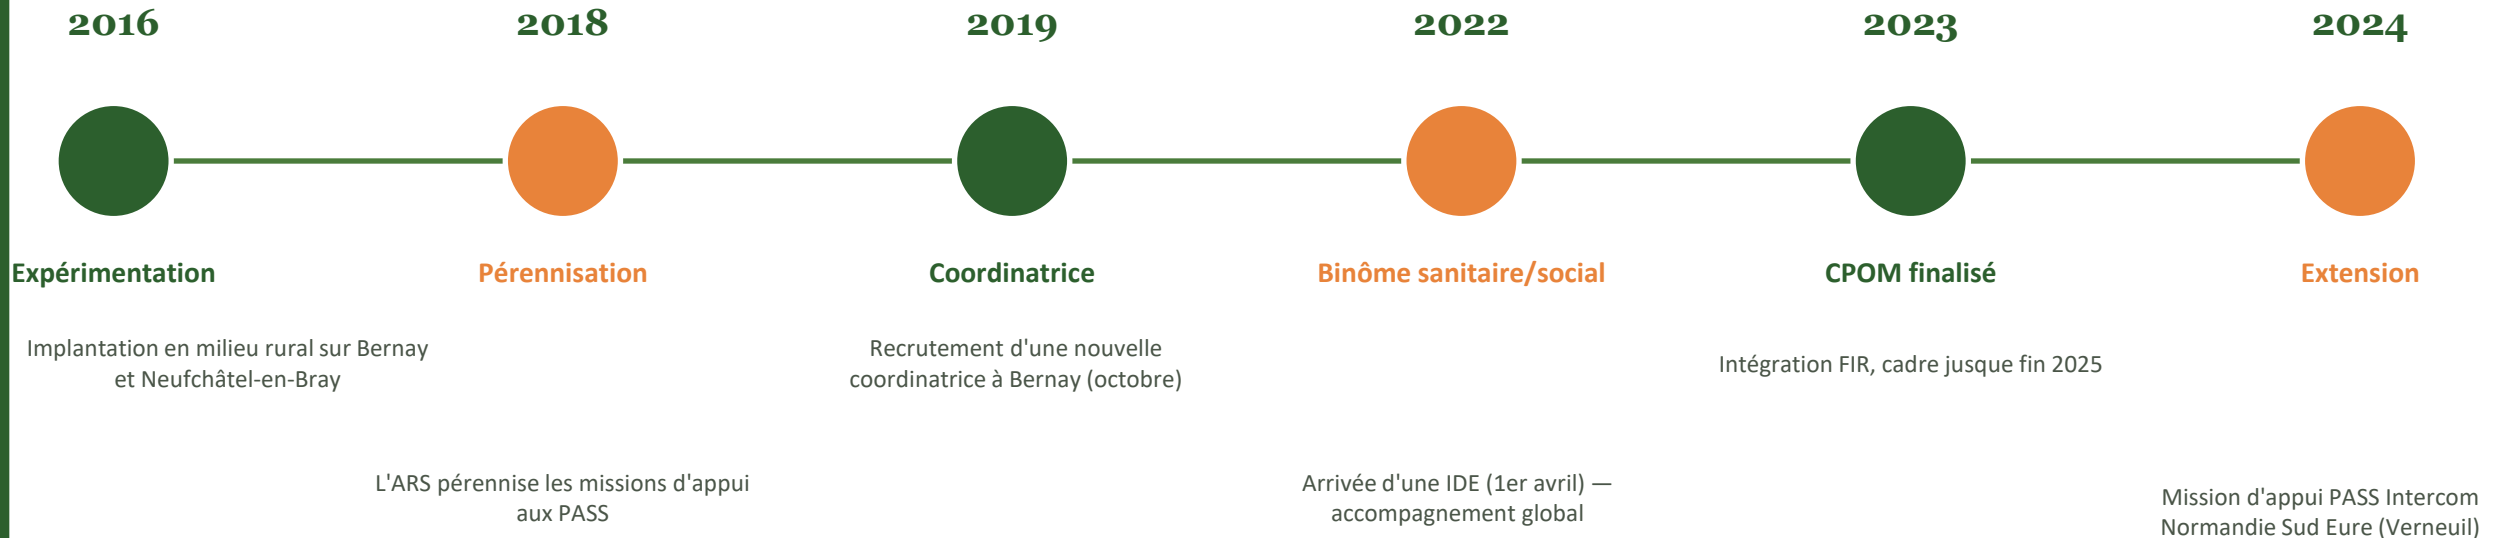 2016
2018
2019
2022
2023
2024
Expérimentation
Pérennisation
Coordinatrice
Binôme sanitaire/social
CPOM finalisé
Extension
Implantation en milieu rural sur Bernay
et Neufchâtel-en-Bray
Recrutement d'une nouvelle
coordinatrice à Bernay (octobre)
Intégration FIR, cadre jusque fin 2025
L'ARS pérennise les missions d'appui
aux PASS
Arrivée d'une IDE (1er avril) —
accompagnement global
Mission d'appui PASS Intercom
Normandie Sud Eure (Verneuil)